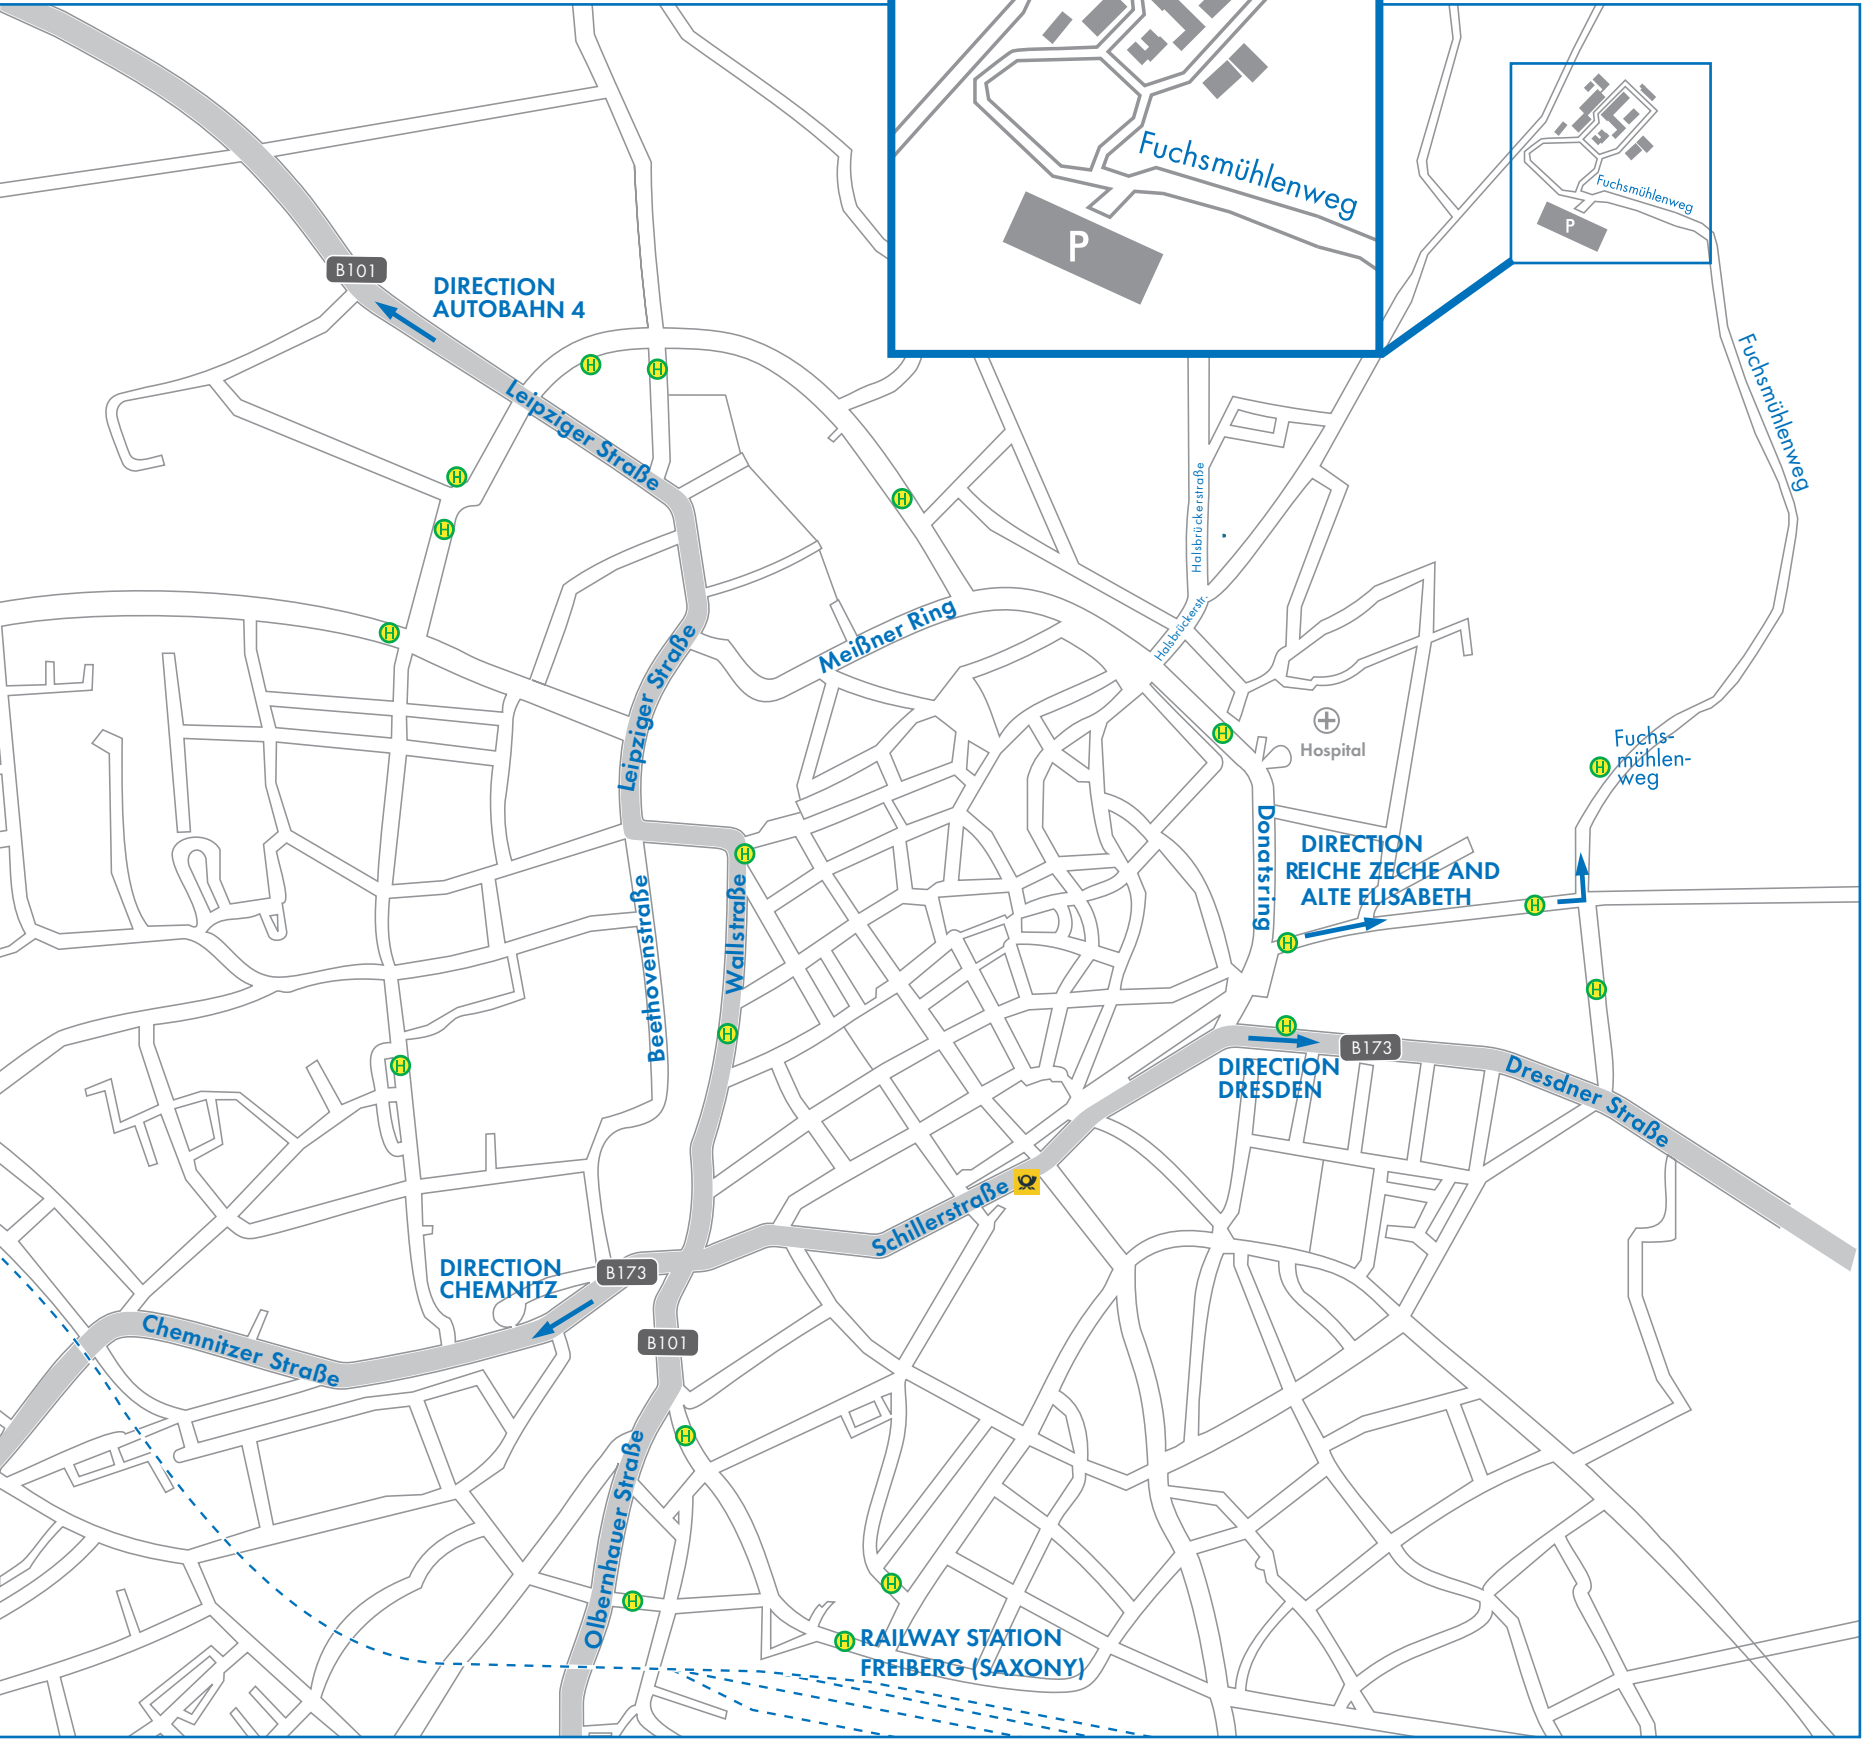 Fuchsmühlenweg
P
Fuchsmühlenweg
P
B101
DIRECTION
AUTOBAHN 4
H
H
Leipziger Straße
Fuchsmühlenweg
H
H
H
Halsbrückerstraße
Halsbrückerstr.
H
Meißner Ring
Leipziger Straße
H
Hospital
Fuchs-
mühlen-
weg
H
Donatsring
DIRECTION
REICHE ZECHE AND
ALTE ELISABETH
H
H
H
Beethovenstraße
Wallstraße
H
H
H
H
H
DIRECTION
DRESDEN
B173
Dresdner Straße
Schillerstraße
DIRECTION
CHEMNITZ
B173
Chemnitzer Straße
B101
H
Olbernhauer Straße
H
H
H
RAILWAY STATION
FREIBERG (SAXONY)